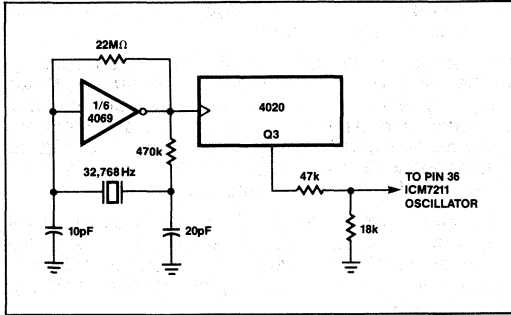 22MΩ
1/6
4069
4020
Q3
470k
32,768 Hz
47k
TO PIN 36
ICM7211
OSCILLATOR
10pF
20pF
18k